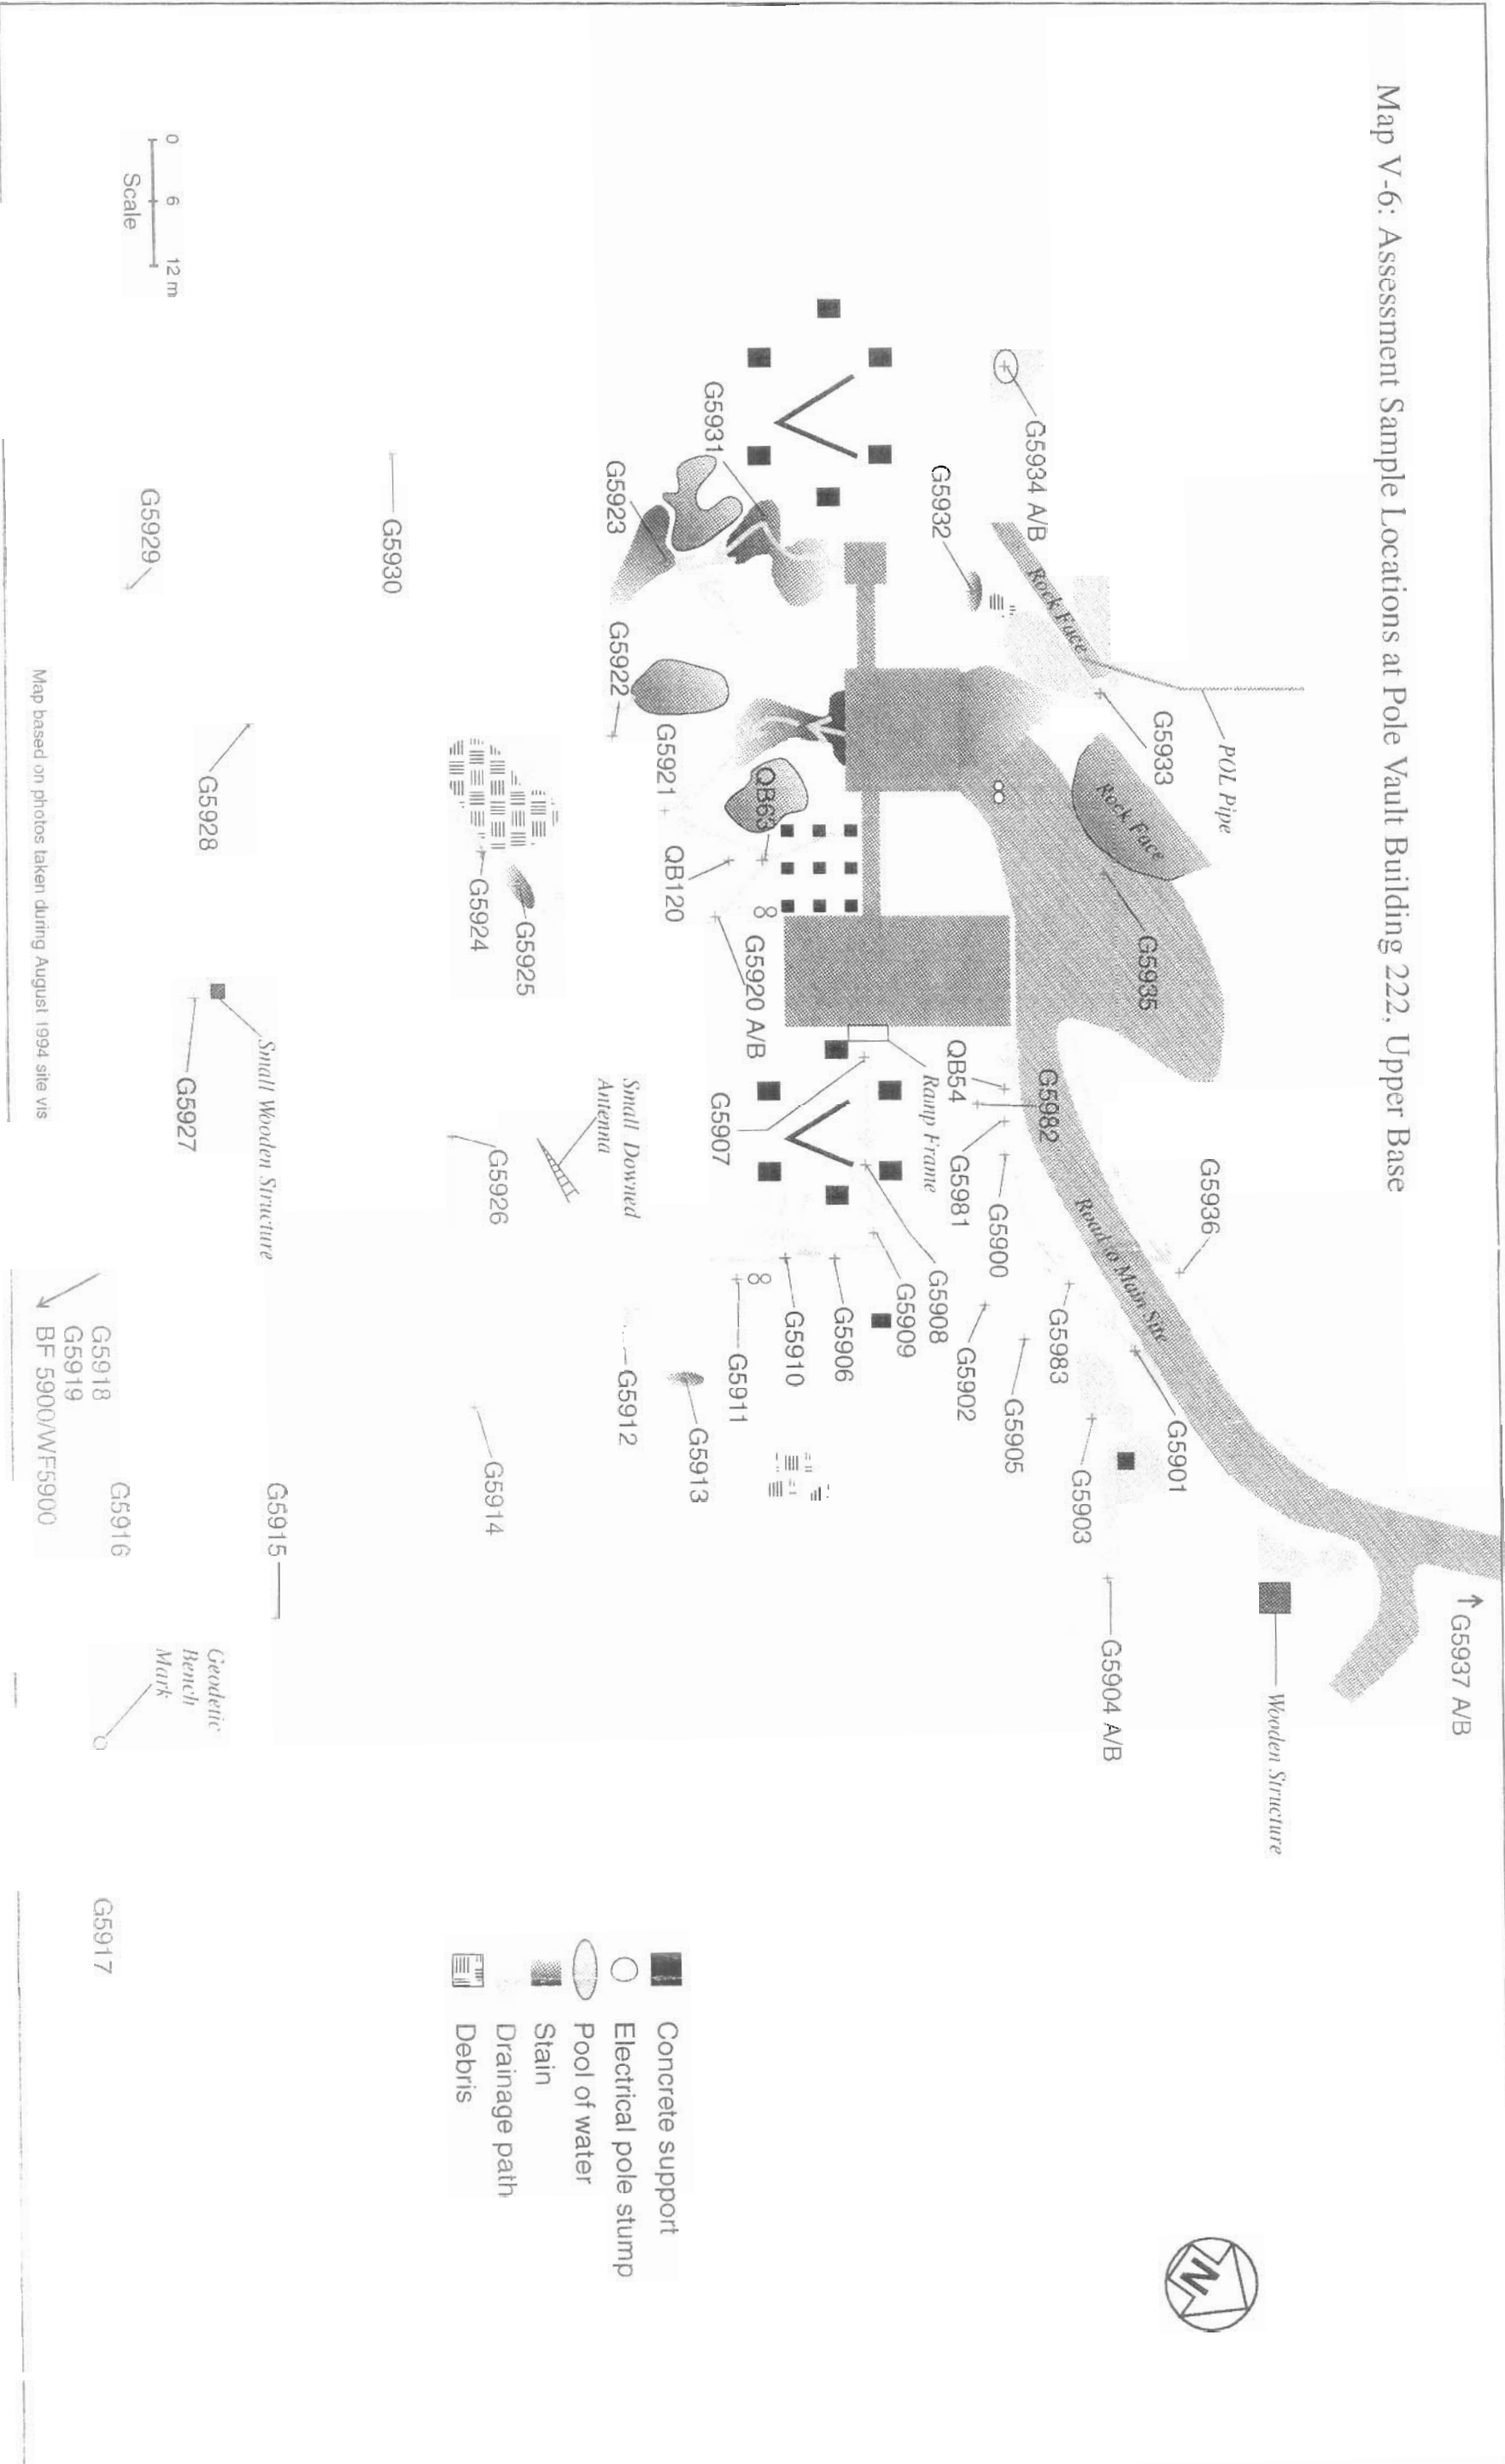 Map V-6: Assessment Sample Locations at Pole Vault Building 222, Upper Base
G5937 A/B
Wooden Structure
POL Pipe
G5936
G5933
Rock Face
G5935
G5901
Road to Main Site
G5904 A/B
G5934 A/B
Rock Face
G5982
G5983
G5903
G5932
QB54
G5981
G5900
G5905
Ramp Frame
G5902
G5908
G5909
G5906
G5910
G5931
QB63
G5920 A/B
G5907
G5911
G5923
G5922
G5921
QB120
G5913
Small Downed
Antenna
G5912
G5925
G5924
G5926
G5914
G5930
Small Wooden Structure
G5915
G5928
G5927
Geodetic
Bench
Mark
G5929
G5916
G5917
G5918
G5919
BF 5900/WF5900
Concrete support
Electrical pole stump
Pool of water
Stain
Drainage path
Debris
N
0 6 12 m
Scale
Map based on photos taken during August 1994 site vis